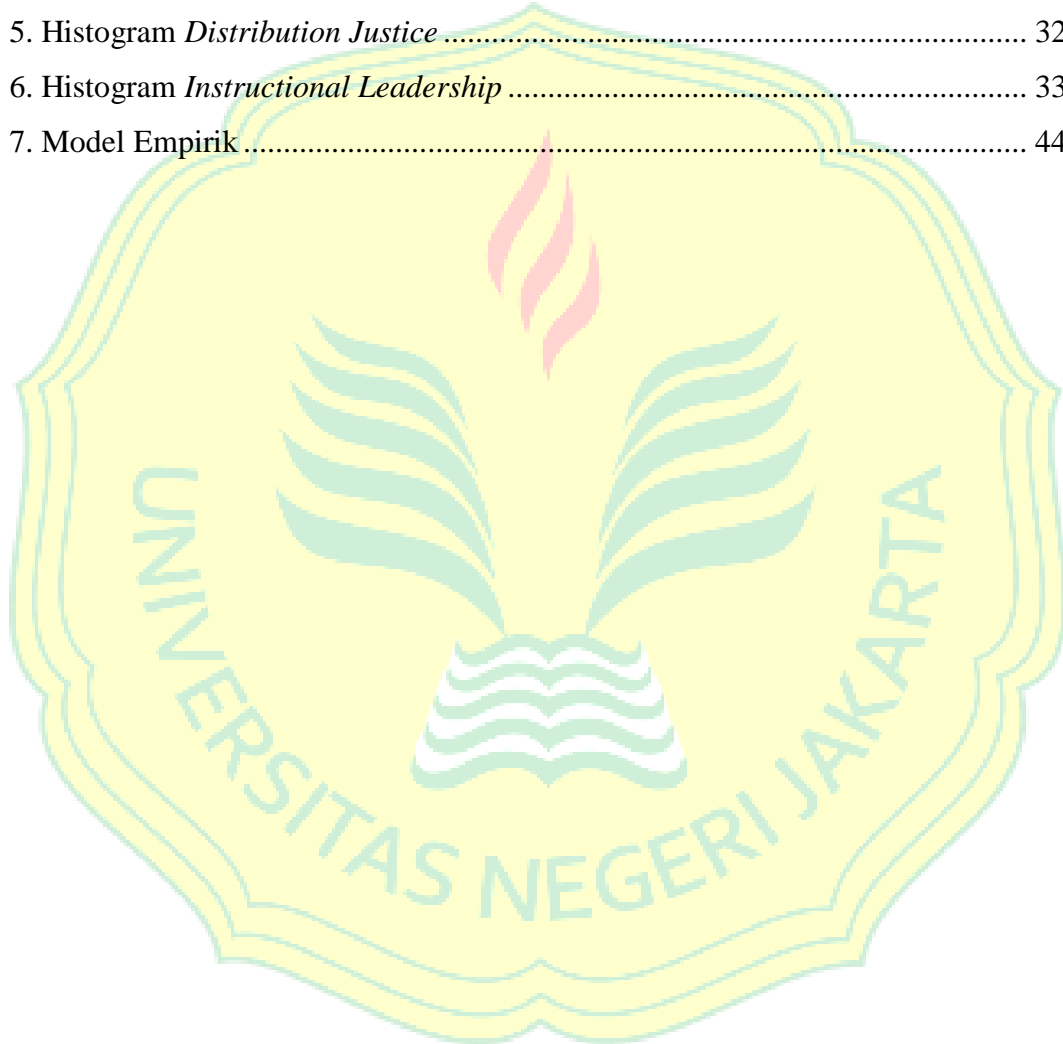 5. Histogram Distribution Justice ........................................................................................ 32
6. Histogram Instructional Leadership ............................................................................... 33
7. Model Empirik ................................................................................................................ 44
UNIVERSITAS NEGERI JAKARTA